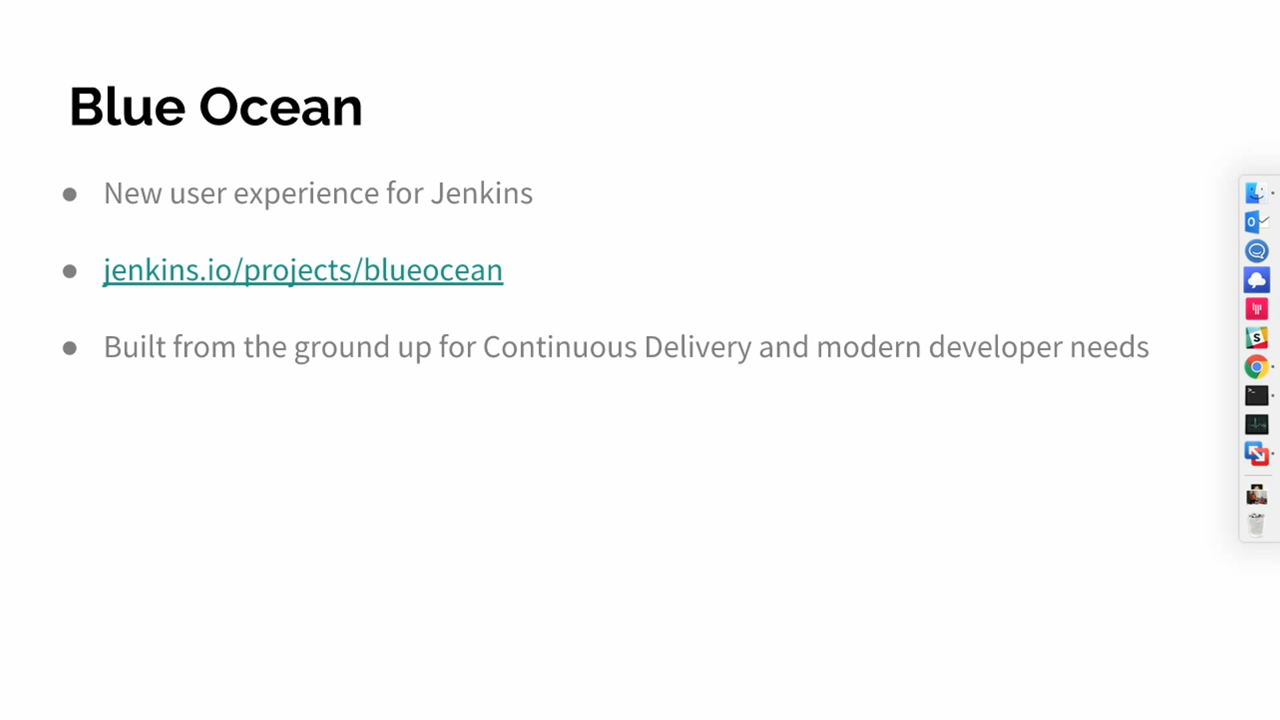 Blue Ocean
● New user experience for Jenkins
● jenkins.io/projects/blueocean
● Built from the ground up for Continuous Delivery and modern developer needs